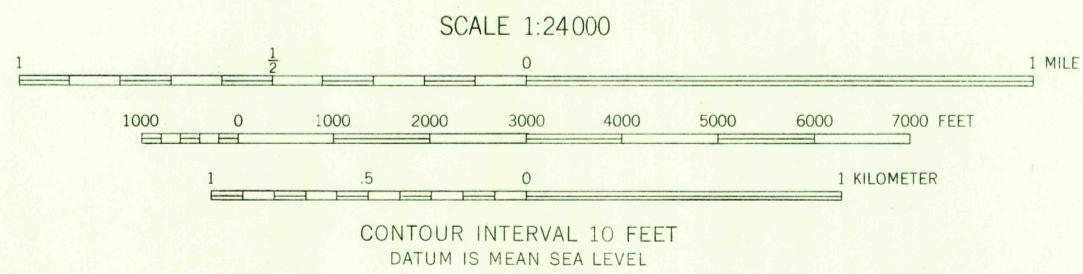 SCALE 1:24000
1 1/2 0 1 MILE
1000 0 1000 2000 3000 4000 5000 6000 7000 FEET
1 .5 0 1 KILOMETER
CONTOUR INTERVAL 10 FEET
DATUM IS MEAN SEA LEVEL